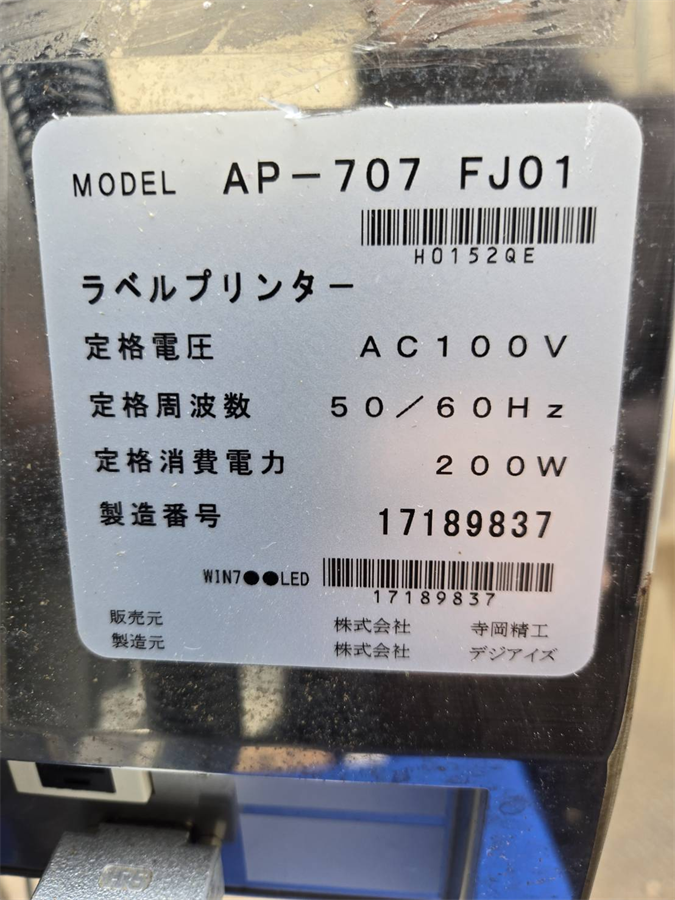 MODEL AP-707 FJ01
H0152QE
ラベルプリンター
定格電圧 AC100V
定格周波数 50/60Hz
定格消費電力 200W
製造番号 17189837
WIN7●●LED
17189837
販売元 株式会社 寺岡精工
製造元 株式会社 デジアイズ